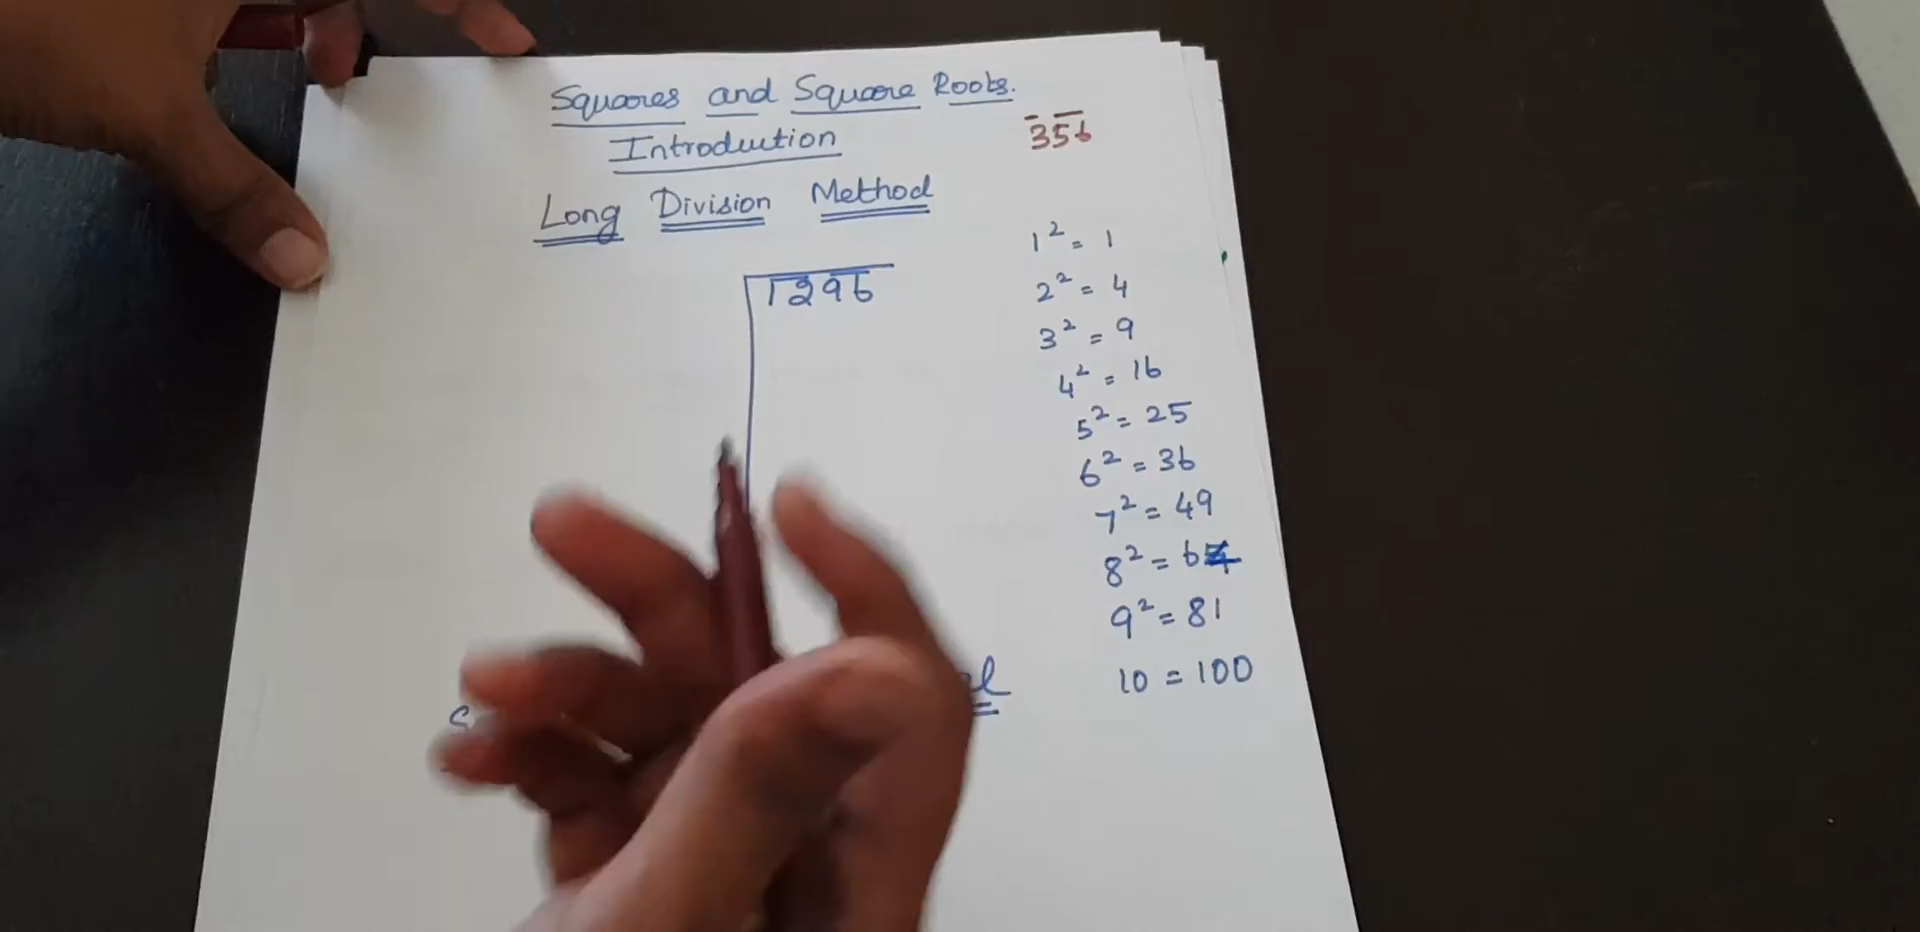 Squares and Square Roots.
Introduction
356
Long Division Method
1296
1² = 1
2² = 4
3² = 9
4² = 16
5² = 25
6² = 36
7² = 49
8² = 64
9² = 81
10 = 100